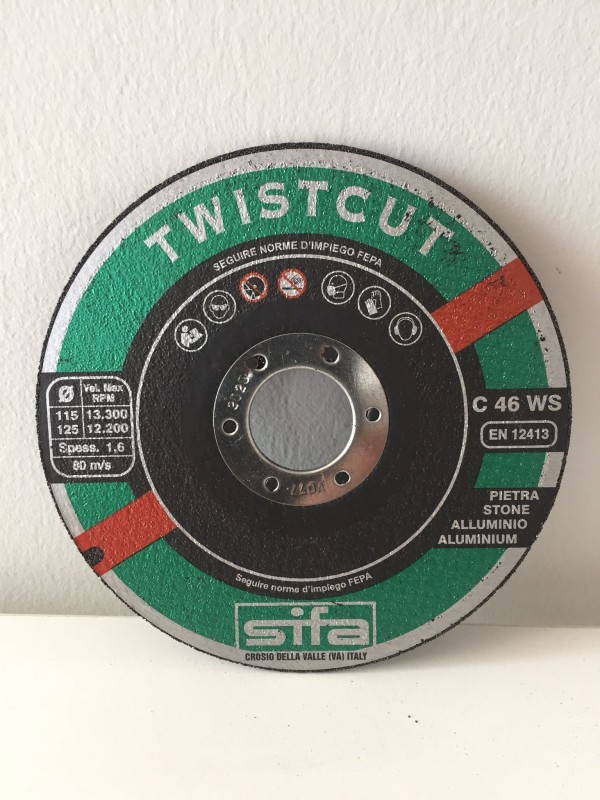 TWISTCUT
SEGUIRE NORME D'IMPIEGO FEPA
Ø Vel. Max
RPM
115 13.300
125 12.200
Spess. 1,6
80 m/s
C 46 WS
EN 12413
PIETRA
STONE
ALLUMINIO
ALUMINIUM
Seguire norme d'impiego FEPA
sifa
CROSIO DELLA VALLE (VA) ITALY